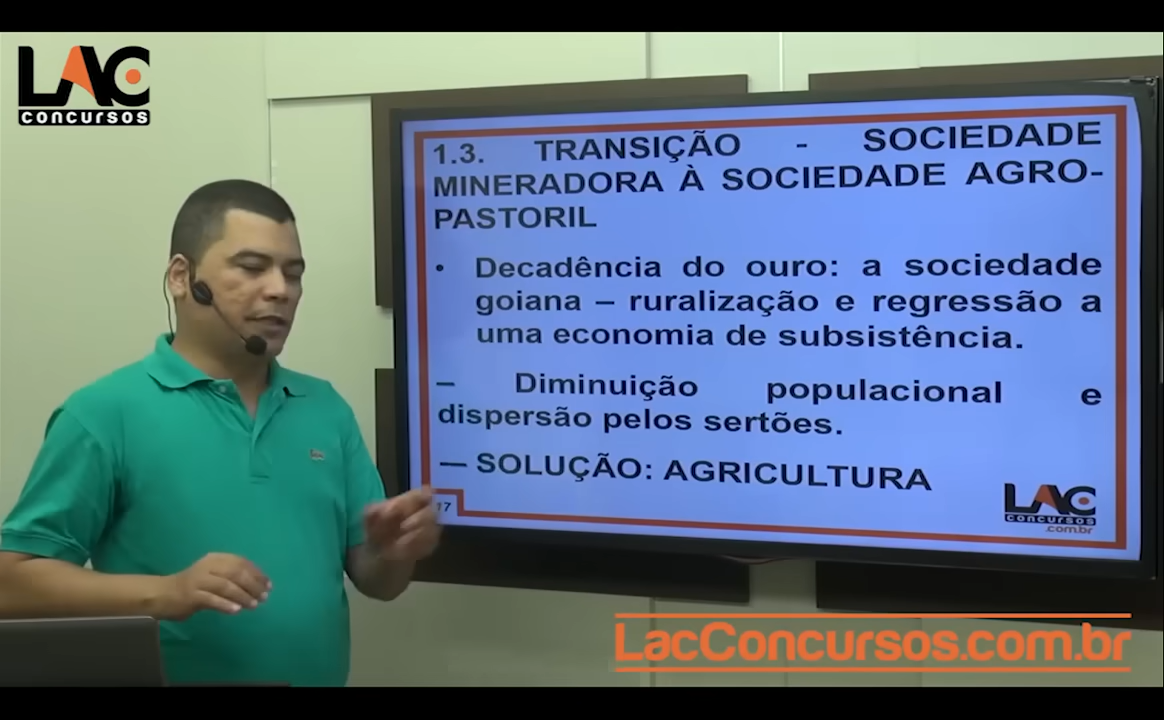 LAC
concursos
1.3. TRANSIÇÃO - SOCIEDADE
MINERADORA À SOCIEDADE AGRO-
PASTORIL
• Decadência do ouro: a sociedade
goiana – ruralização e regressão a
uma economia de subsistência.
– Diminuição populacional e
dispersão pelos sertões.
— SOLUÇÃO: AGRICULTURA
17
LAC
concursos
.com.br
LacConcursos.com.br